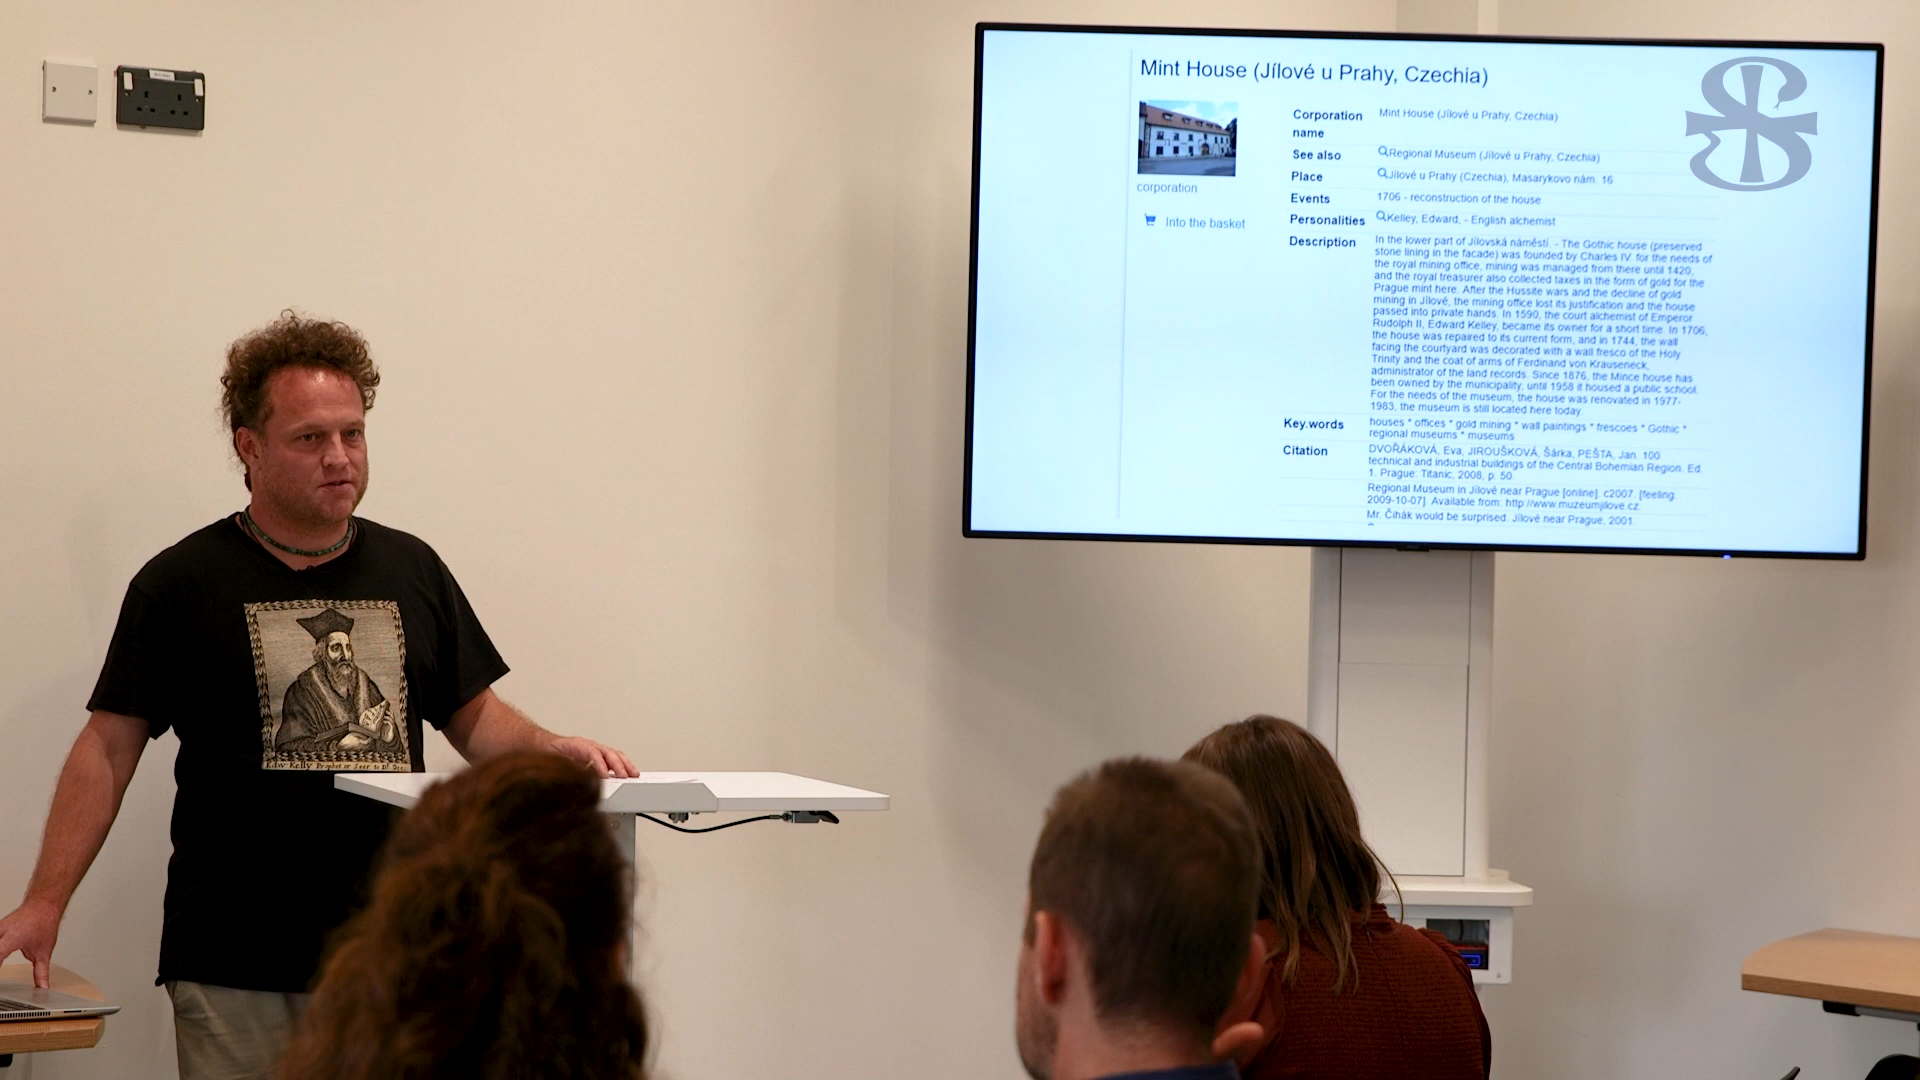 Mint House (Jílové u Prahy, Czechia)
Corporation name
Mint House (Jílové u Prahy, Czechia)
See also
Regional Museum (Jílové u Prahy, Czechia)
Place
Jílové u Prahy (Czechia), Masarykovo nám. 16
Events
1706 - reconstruction of the house
Personalities
Kelley, Edward, - English alchemist
corporation
Into the basket
Description
In the lower part of Jílovská náměstí. - The Gothic house (preserved
stone lining in the facade) was founded by Charles IV. for the needs of
the royal mining office, mining was managed from there until 1420,
and the royal treasurer also collected taxes in the form of gold for the
Prague mint here. After the Hussite wars and the decline of gold
mining in Jílové, the mining office lost its justification and the house
passed into private hands. In 1590, the court alchemist of Emperor
Rudolph II, Edward Kelley, became its owner for a short time. In 1706,
the house was repaired to its current form, and in 1744, the wall
facing the courtyard was decorated with a wall fresco of the Holy
Trinity and the coat of arms of Ferdinand von Krauseneck,
administrator of the land records. Since 1876, the Mince house has
been owned by the municipality, until 1958 it housed a public school.
For the needs of the museum, the house was renovated in 1977-
1983, the museum is still located here today.
Key.words
houses * offices * gold mining * wall paintings * frescoes * Gothic *
regional museums * museums
Citation
DVOŘÁKOVÁ, Eva, JIROUŠKOVÁ, Šárka, PEŠTA, Jan. 100
technical and industrial buildings of the Central Bohemian Region. Ed.
1. Prague: Titanic, 2008, p. 50.
Regional Museum in Jílové near Prague [online]. c2007. [feeling
2009-10-07]. Available from: http://www.muzeumjilove.cz.
Mr. Čihák would be surprised. Jílové near Prague, 2001.
Edw: Kelly Prophet or Seer to Dr Dee.